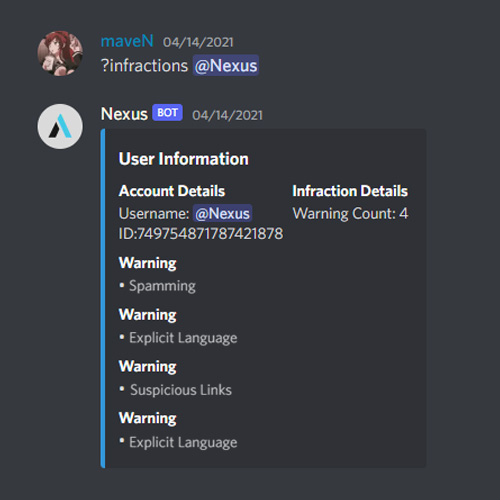 maveN 04/14/2021
?infractions @Nexus
Nexus BOT 04/14/2021
User Information
Account Details Infraction Details
Username: @Nexus Warning Count: 4
ID:749754871787421878
Warning
• Spamming
Warning
• Explicit Language
Warning
• Suspicious Links
Warning
• Explicit Language